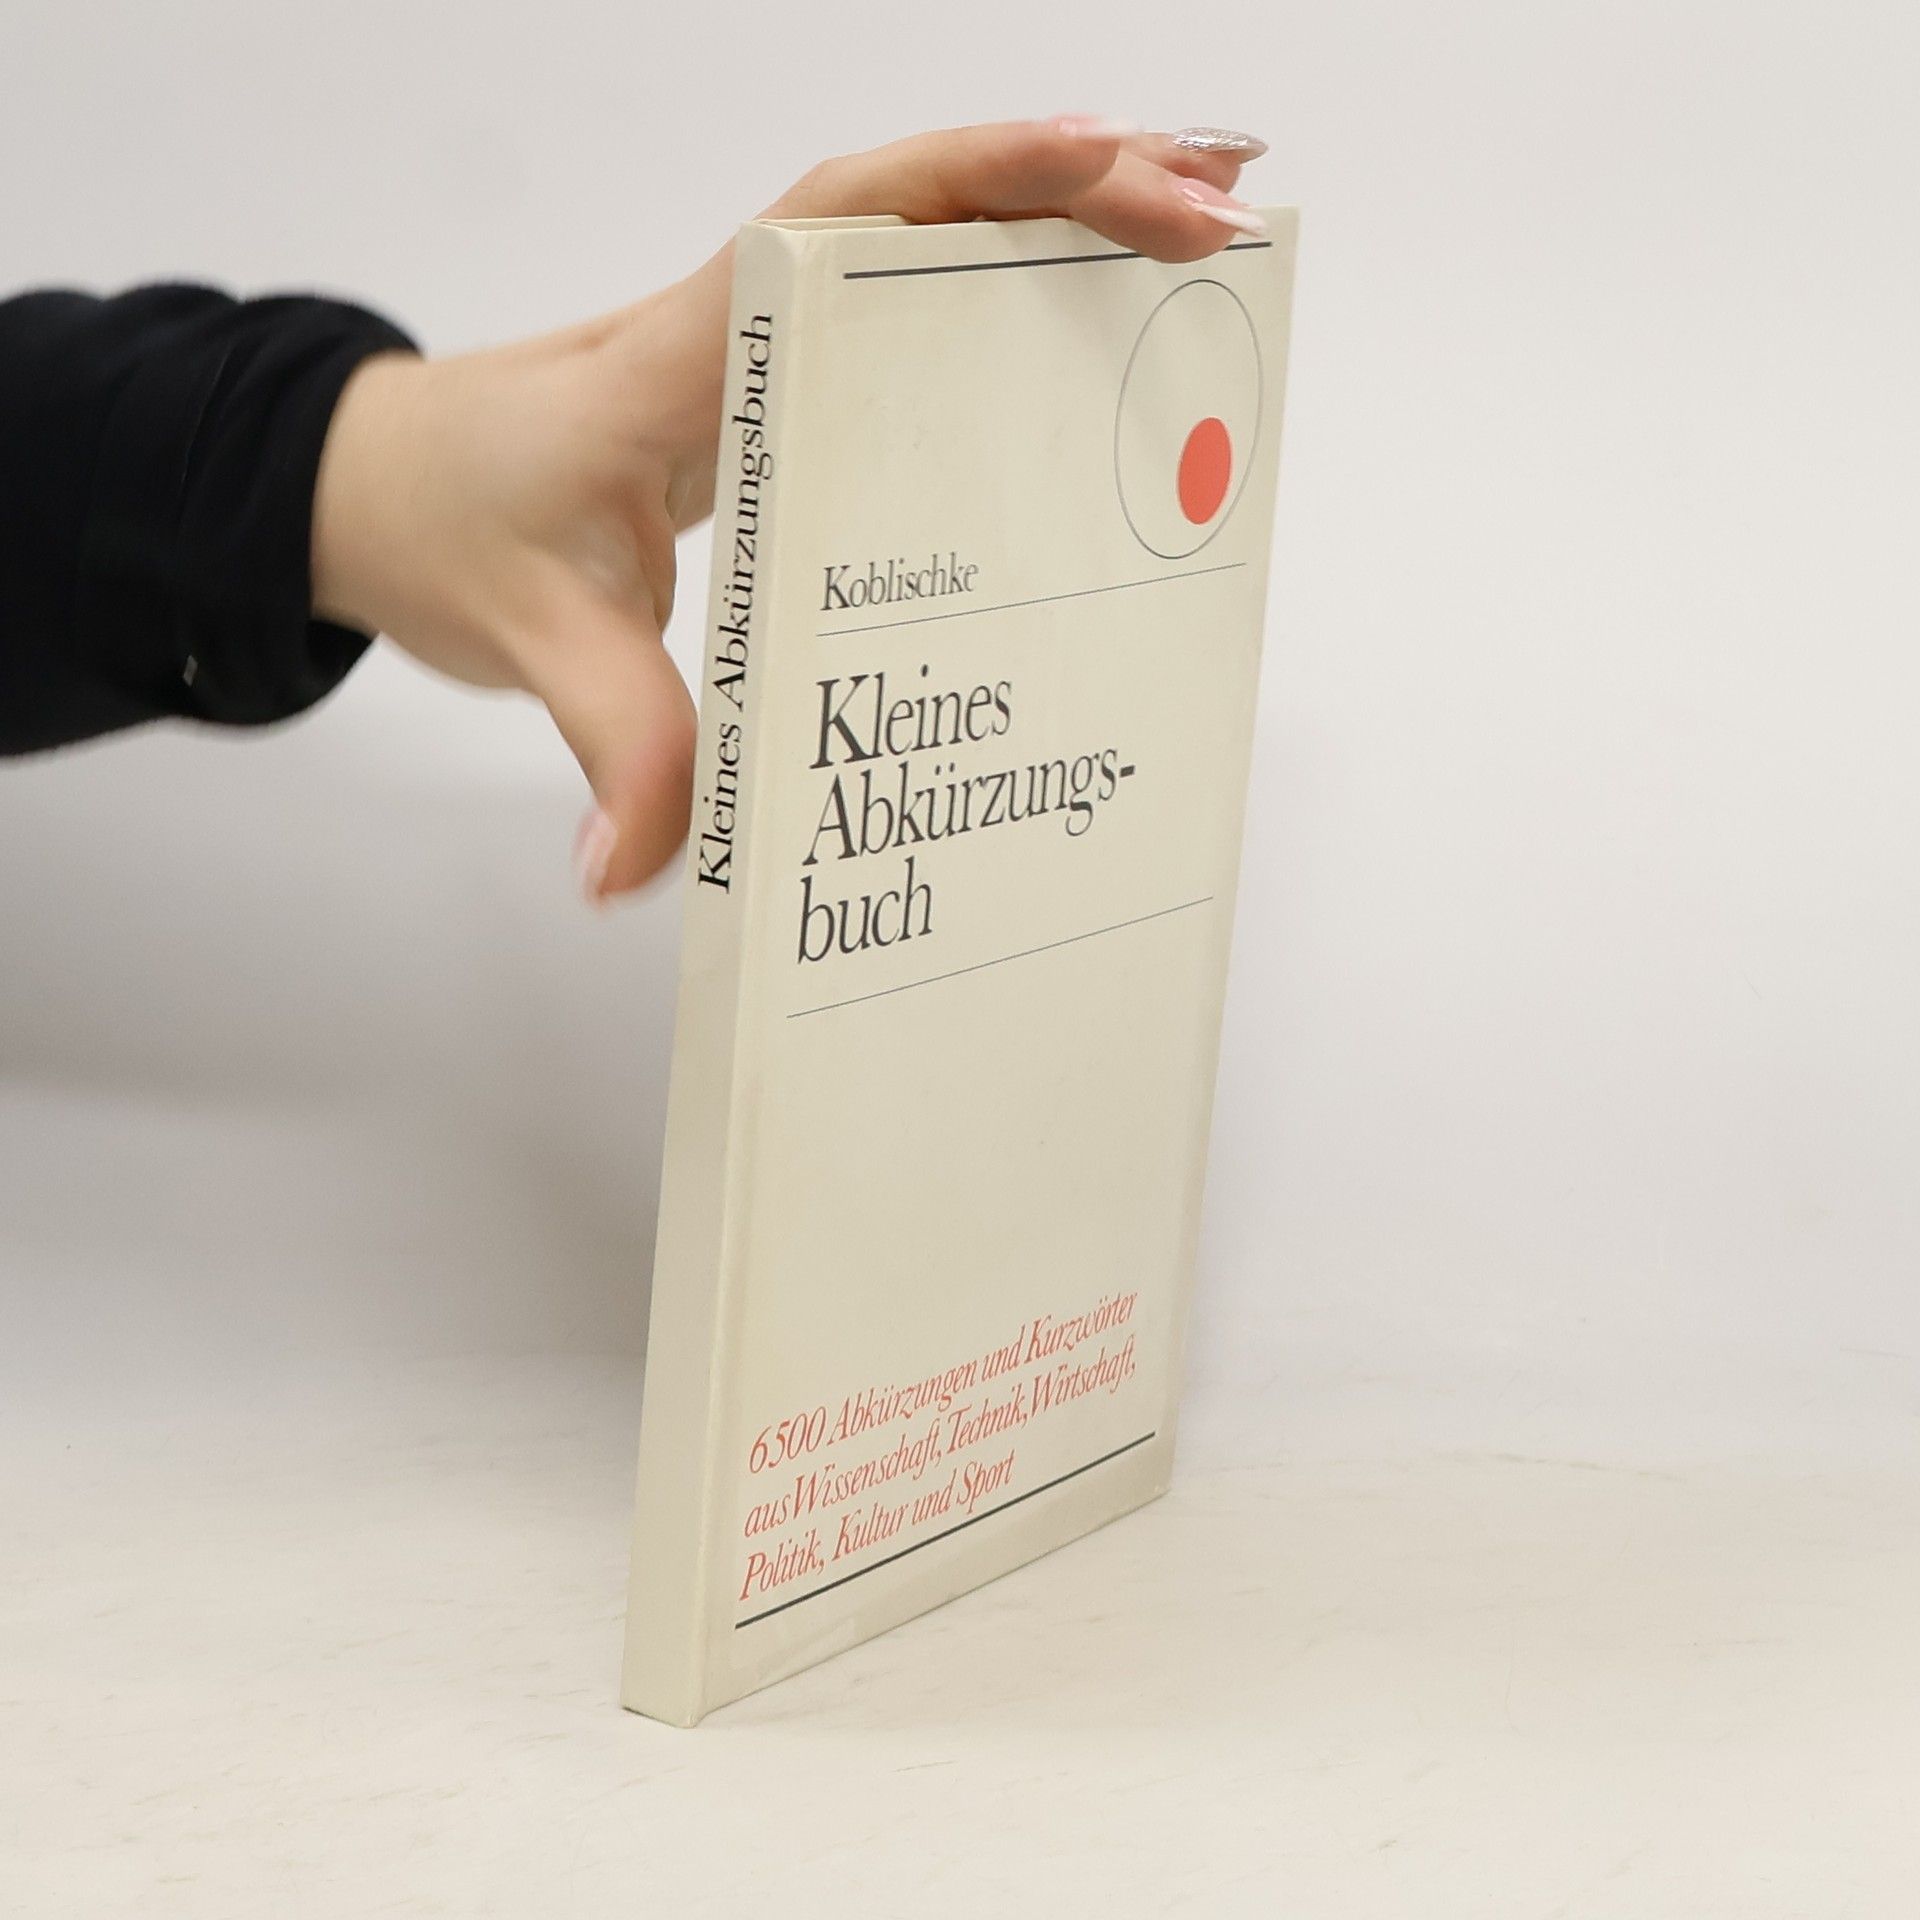 Kleines Abkürzungsbuch
Koblischke
Kleines
Abkürzungs-
buch
6500 Abkürzungen und Kurzwörter
aus Wissenschaft, Technik, Wirtschaft,
Politik, Kultur und Sport